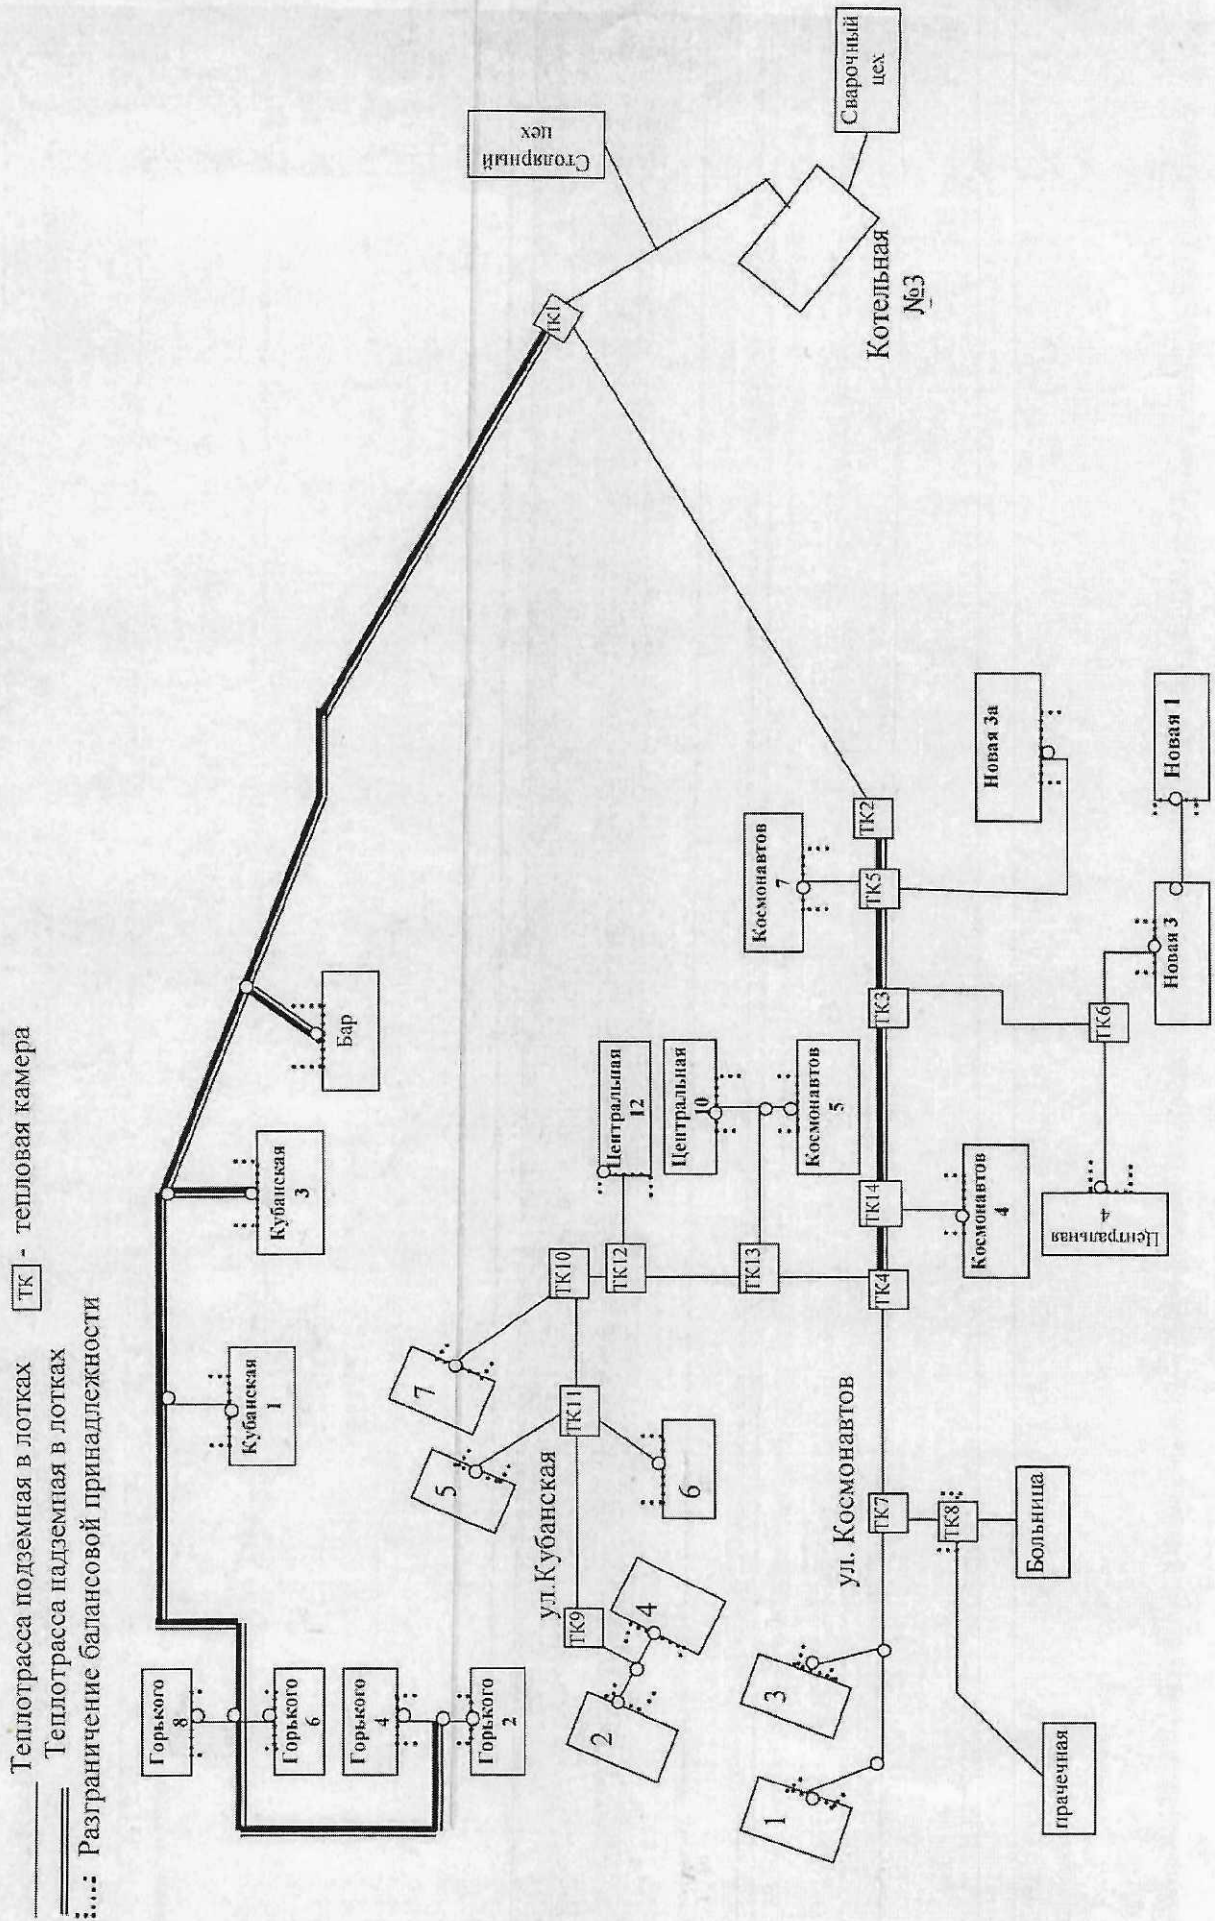 Теплотрасса подземная в лотках
ТК - тепловая камера
Теплотрасса надземная в лотках
Разграничение балансовой принадлежности
Горького
8
Горького
6
Горького
4
Горького
2
Кубанская
1
Кубанская
3
Бар
ТК1
Столярный
цех
Сварочный
цех
Котельная
№3
7
5
6
ТК10
ТК11
ул.Кубанская
ТК9
4
2
ТК12
ТК13
Центральная
12
Центральная
10
Космонавтов
5
Космонавтов
7
ТК2
ТК5
ТК3
ТК14
ТК4
Новая 3а
Новая 1
Новая 3
ТК6
Космонавтов
4
Центральная
4
ул. Космонавтов
ТК7
ТК8
Больница
3
1
прачечная